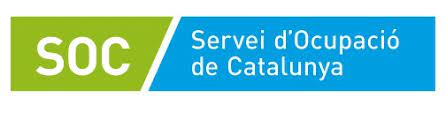 SOC
Servei d'Ocupació
de Catalunya